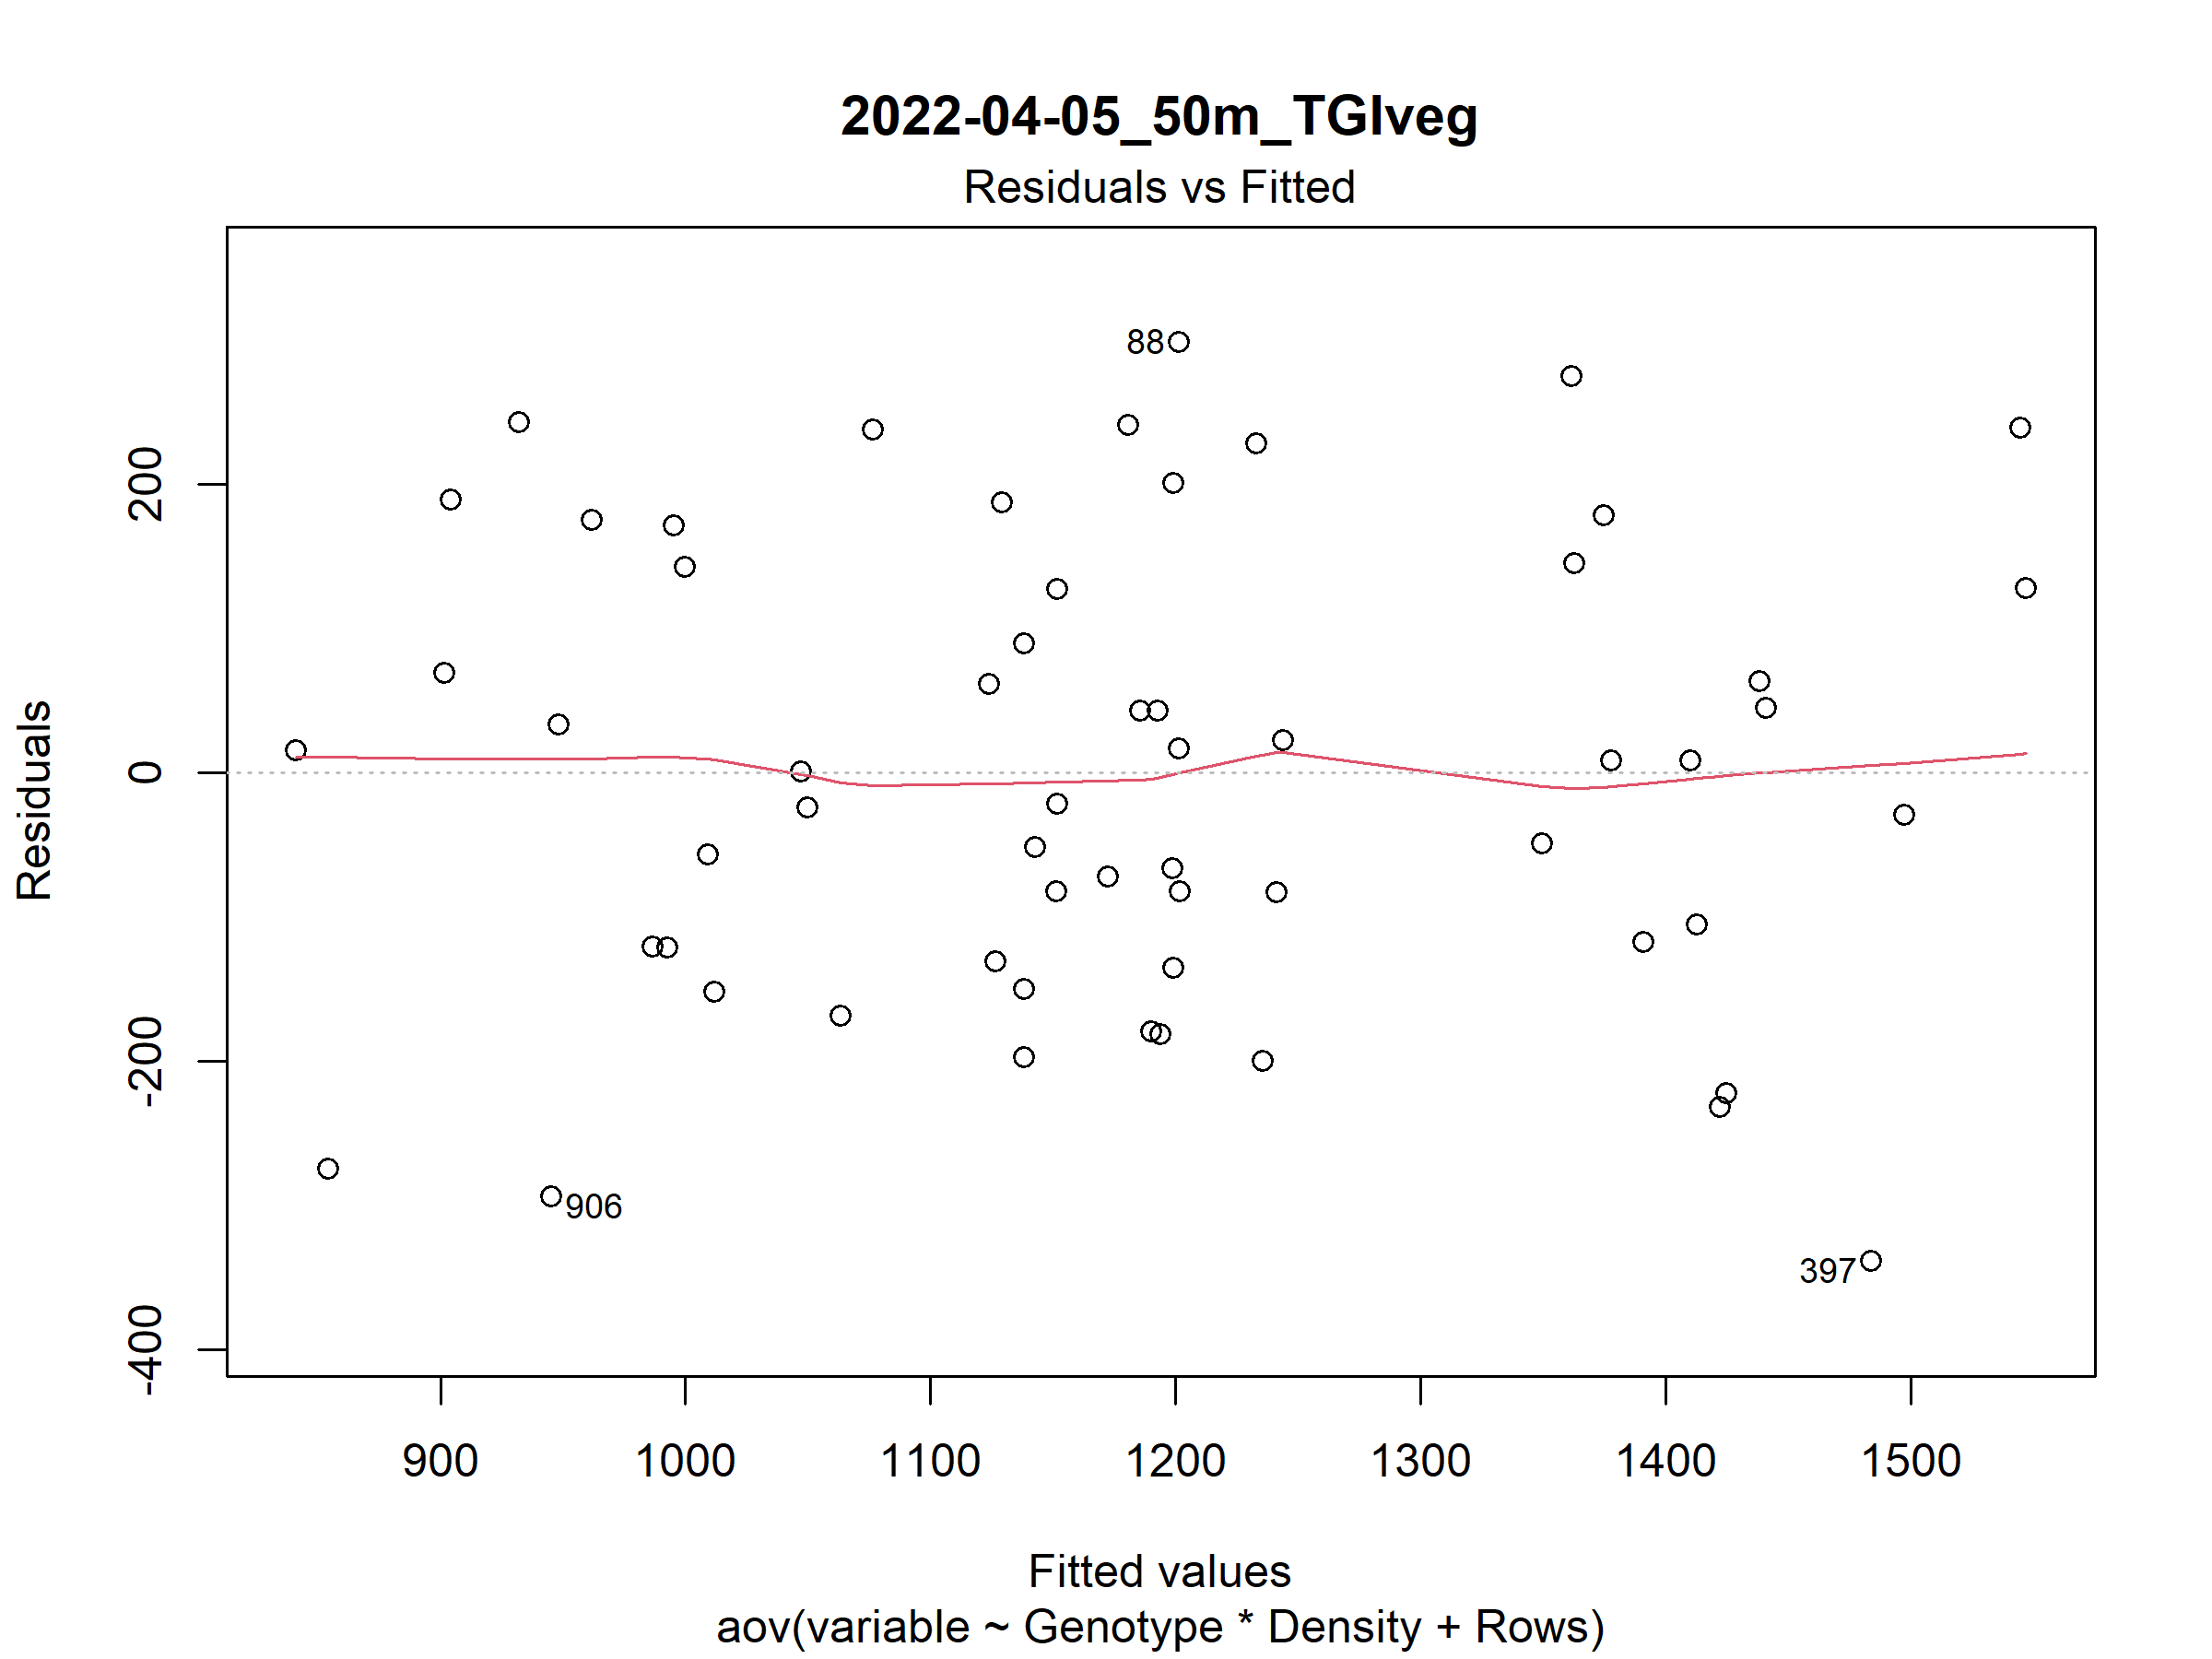 2022-04-05_50m_TGIveg
Residuals vs Fitted
Residuals
200
0
-200
-400
88
906
397
900 1000 1100 1200 1300 1400 1500
Fitted values
aov(variable ~ Genotype * Density + Rows)